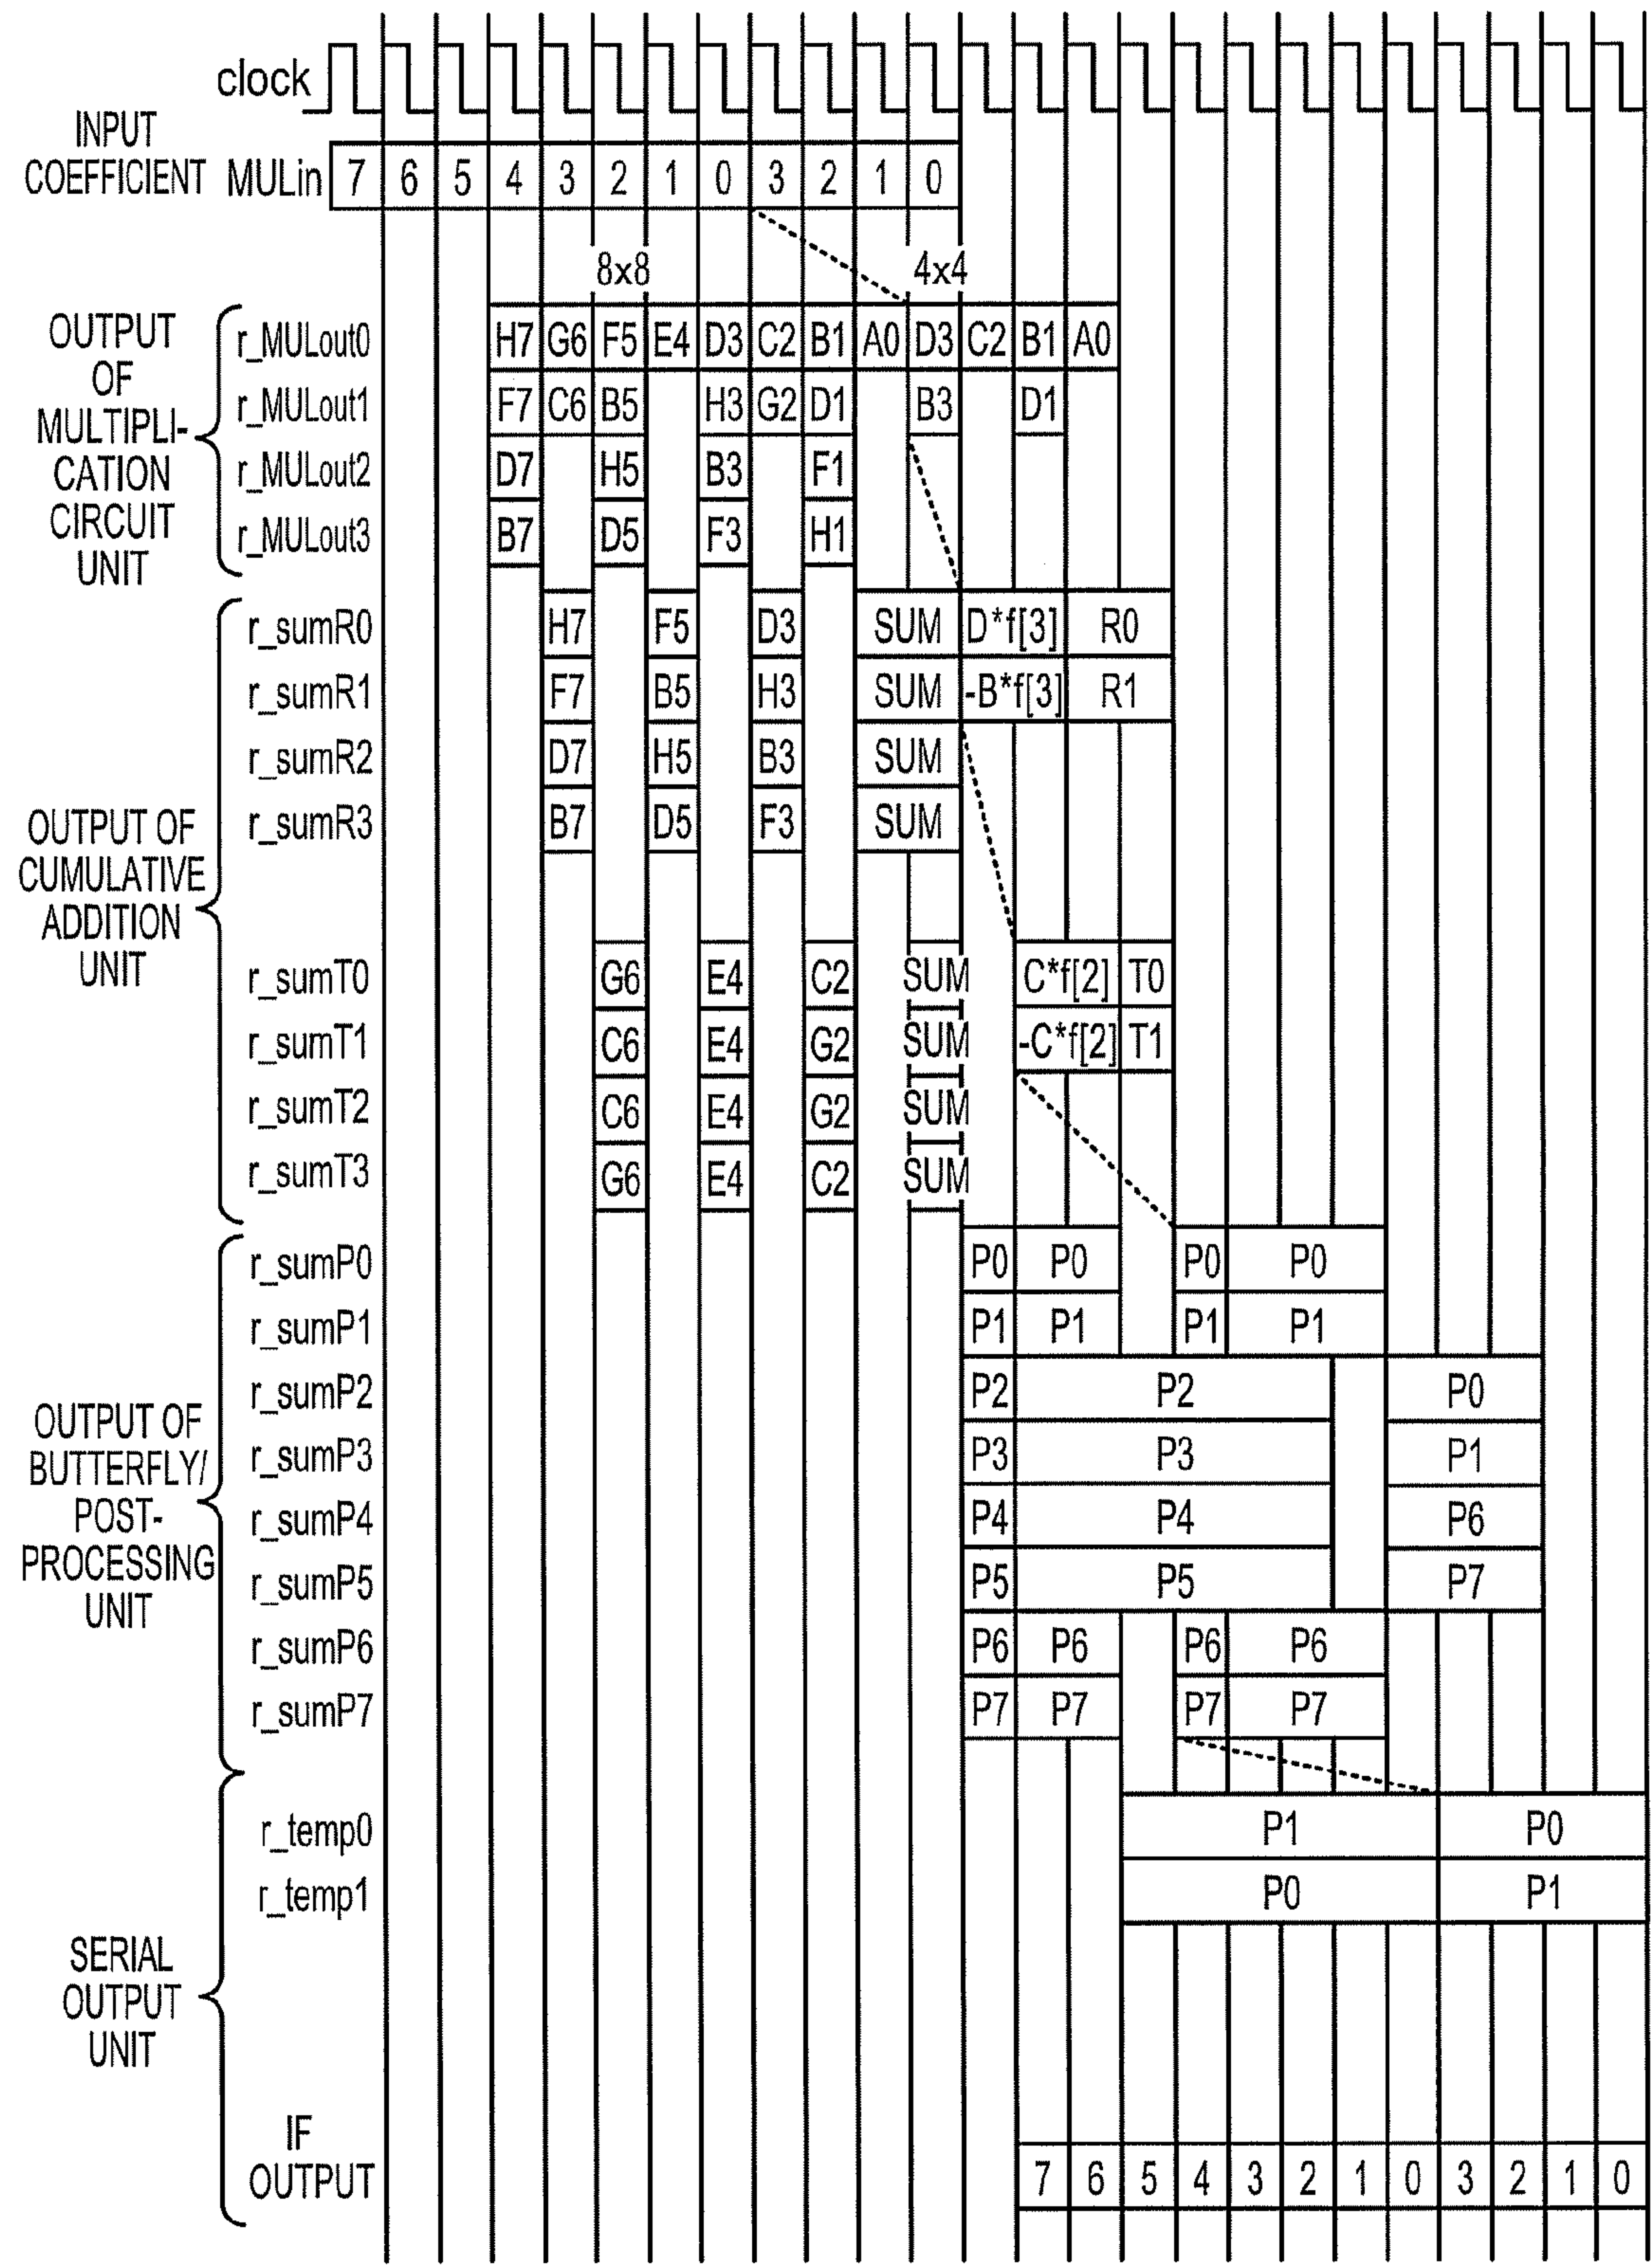 clock
INPUT
COEFFICIENT MULin 7 6 5 4 3 2 1 0 3 2 1 0
8x8 4x4
OUTPUT
OF
MULTIPLI-
CATION
CIRCUIT
UNIT
r_MULout0 H7 G6 F5 E4 D3 C2 B1 A0 D3 C2 B1 A0
r_MULout1 F7 C6 B5 H3 G2 D1 B3 D1
r_MULout2 D7 H5 B3 F1
r_MULout3 B7 D5 F3 H1
OUTPUT OF
CUMULATIVE
ADDITION
UNIT
r_sumR0 H7 F5 D3 SUM D*f[3] R0
r_sumR1 F7 B5 H3 SUM -B*f[3] R1
r_sumR2 D7 H5 B3 SUM
r_sumR3 B7 D5 F3 SUM
r_sumT0 G6 E4 C2 SUM C*f[2] T0
r_sumT1 C6 E4 G2 SUM -C*f[2] T1
r_sumT2 C6 E4 G2 SUM
r_sumT3 G6 E4 C2 SUM
OUTPUT OF
BUTTERFLY/
POST-
PROCESSING
UNIT
r_sumP0 P0 P0 P0 P0
r_sumP1 P1 P1 P1 P1
r_sumP2 P2 P2 P0
r_sumP3 P3 P3 P1
r_sumP4 P4 P4 P6
r_sumP5 P5 P5 P7
r_sumP6 P6 P6 P6 P6
r_sumP7 P7 P7 P7 P7
SERIAL
OUTPUT
UNIT
r_temp0 P1 P0
r_temp1 P0 P1
IF
OUTPUT 7 6 5 4 3 2 1 0 3 2 1 0